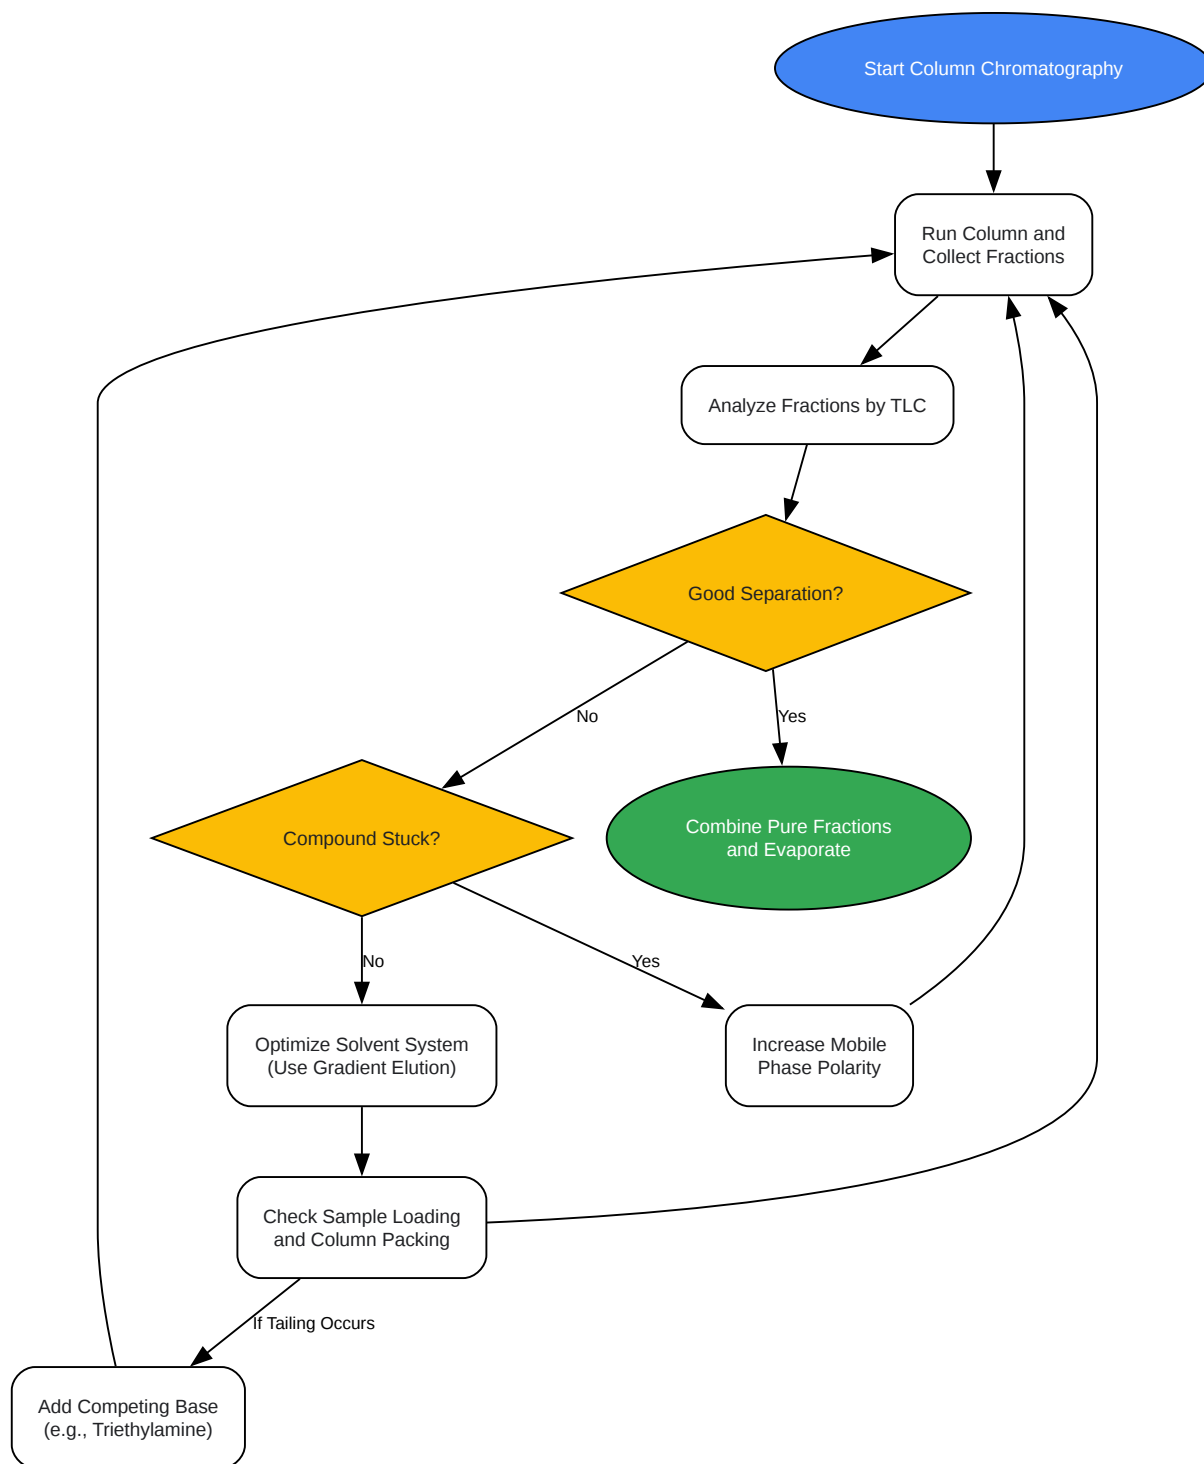 Start Column Chromatography
Run Column and
Collect Fractions
Analyze Fractions by TLC
Good Separation?
No
Yes
Compound Stuck?
Combine Pure Fractions
and Evaporate
No
Yes
Optimize Solvent System
(Use Gradient Elution)
Increase Mobile
Phase Polarity
Check Sample Loading
and Column Packing
If Tailing Occurs
Add Competing Base
(e.g., Triethylamine)